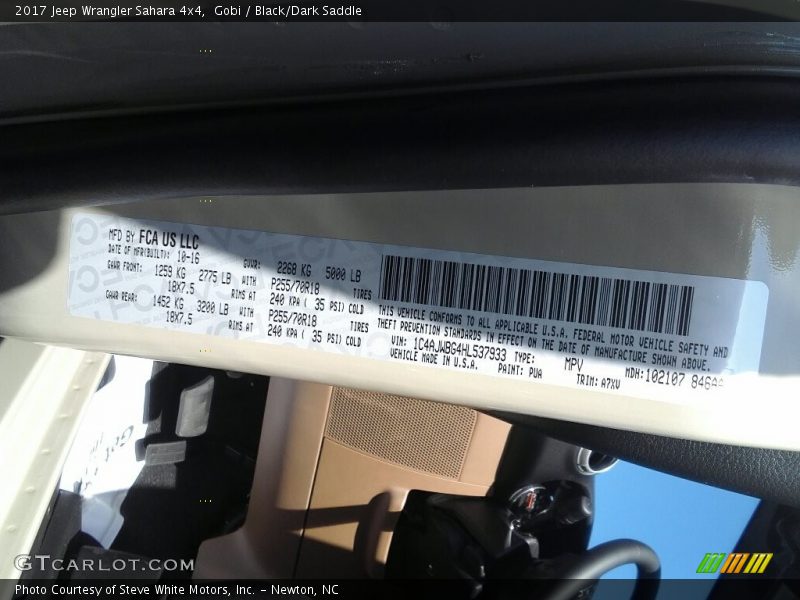 2017 Jeep Wrangler Sahara 4x4,  Gobi / Black/Dark Saddle
MFD BY FCA US LLC
DATE OF MFR(BUILT): 10-16
GVWR: 2268 KG 5000 LB
GAWR FRONT: 1259 KG 2775 LB WITH P255/70R18 TIRES
18X7.5 RIMS AT 240 KPA ( 35 PSI) COLD
GAWR REAR: 1452 KG 3200 LB WITH P255/70R18 TIRES
18X7.5 RIMS AT 240 KPA ( 35 PSI) COLD
THIS VEHICLE CONFORMS TO ALL APPLICABLE U.S.A. FEDERAL MOTOR VEHICLE SAFETY AND
THEFT PREVENTION STANDARDS IN EFFECT ON THE DATE OF MANUFACTURE SHOWN ABOVE.
VIN: 1C4AJWBG4HL537933 TYPE: MPV MDH:102107 846AA
VEHICLE MADE IN U.S.A. PAINT: PUA TRIM: A7XV
GTCARLOT.COM
Photo Courtesy of Steve White Motors, Inc. – Newton, NC